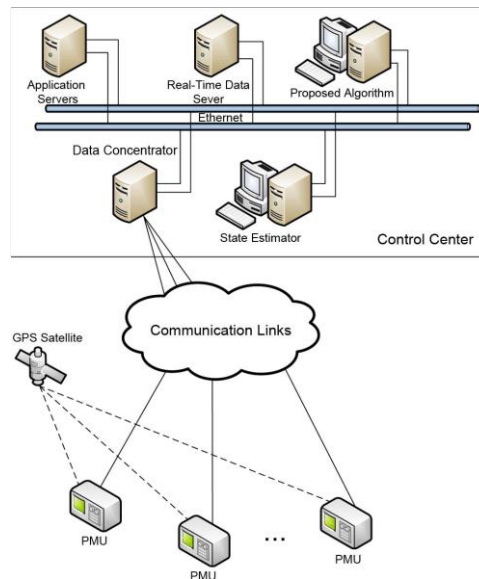 Application
Servers
Real-Time Data
Sever
Proposed Algorithm
Ethernet
Data Concentrator
State Estimator
Control Center
Communication Links
GPS Satellite
PMU
PMU
...
PMU